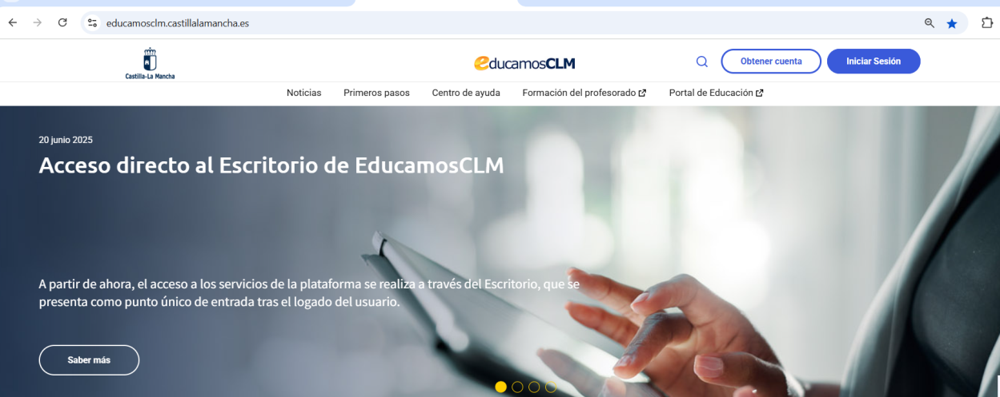 educamosclm.castillalamancha.es
Castilla-La Mancha
educamosCLM
Obtener cuenta
Iniciar Sesión
Noticias
Primeros pasos
Centro de ayuda
Formación del profesorado
Portal de Educación
20 junio 2025
Acceso directo al Escritorio de EducamosCLM
A partir de ahora, el acceso a los servicios de la plataforma se realiza a través del Escritorio, que se
presenta como punto único de entrada tras el logado del usuario.
Saber más